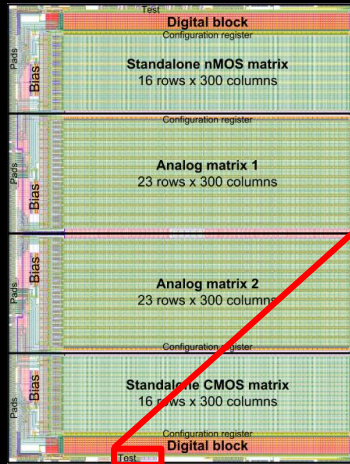 Test
Digital block
Configuration register
Pads
Bias
Standalone nMOS matrix
16 rows x 300 columns
Configuration register
Pads
Bias
Analog matrix 1
23 rows x 300 columns
Pads
Bias
Analog matrix 2
23 rows x 300 columns
Configuration register
Pads
Bias
Standalone CMOS matrix
16 rows x 300 columns
Configuration register
Digital block
Test